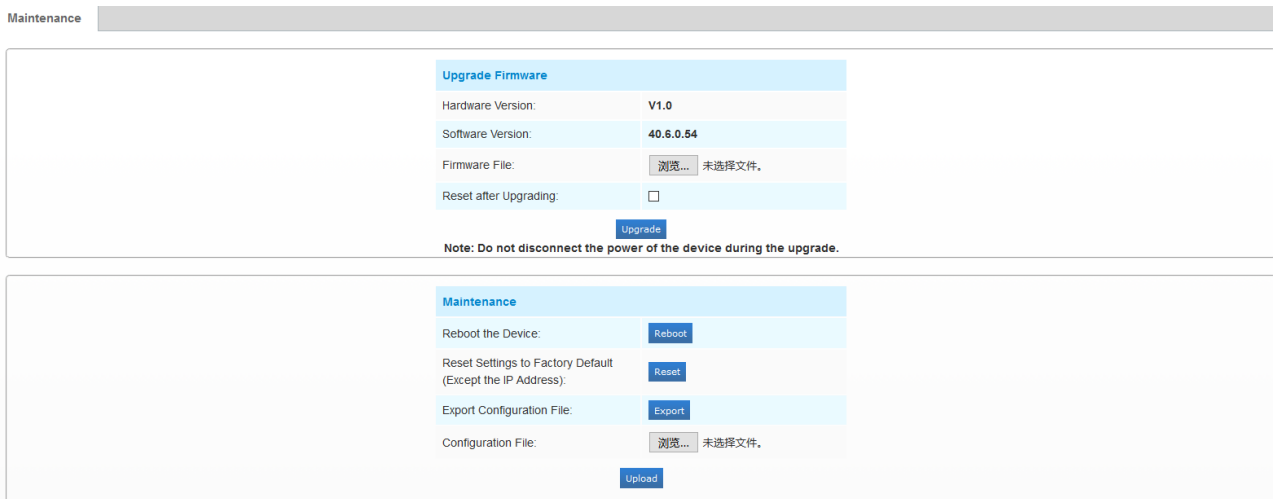 Maintenance
Upgrade Firmware
Hardware Version: V1.0
Software Version: 40.6.0.54
Firmware File: 浏览... 未选择文件。
Reset after Upgrading:
Upgrade
Note: Do not disconnect the power of the device during the upgrade.
Maintenance
Reboot the Device: Reboot
Reset Settings to Factory Default
(Except the IP Address): Reset
Export Configuration File: Export
Configuration File: 浏览... 未选择文件。
Upload